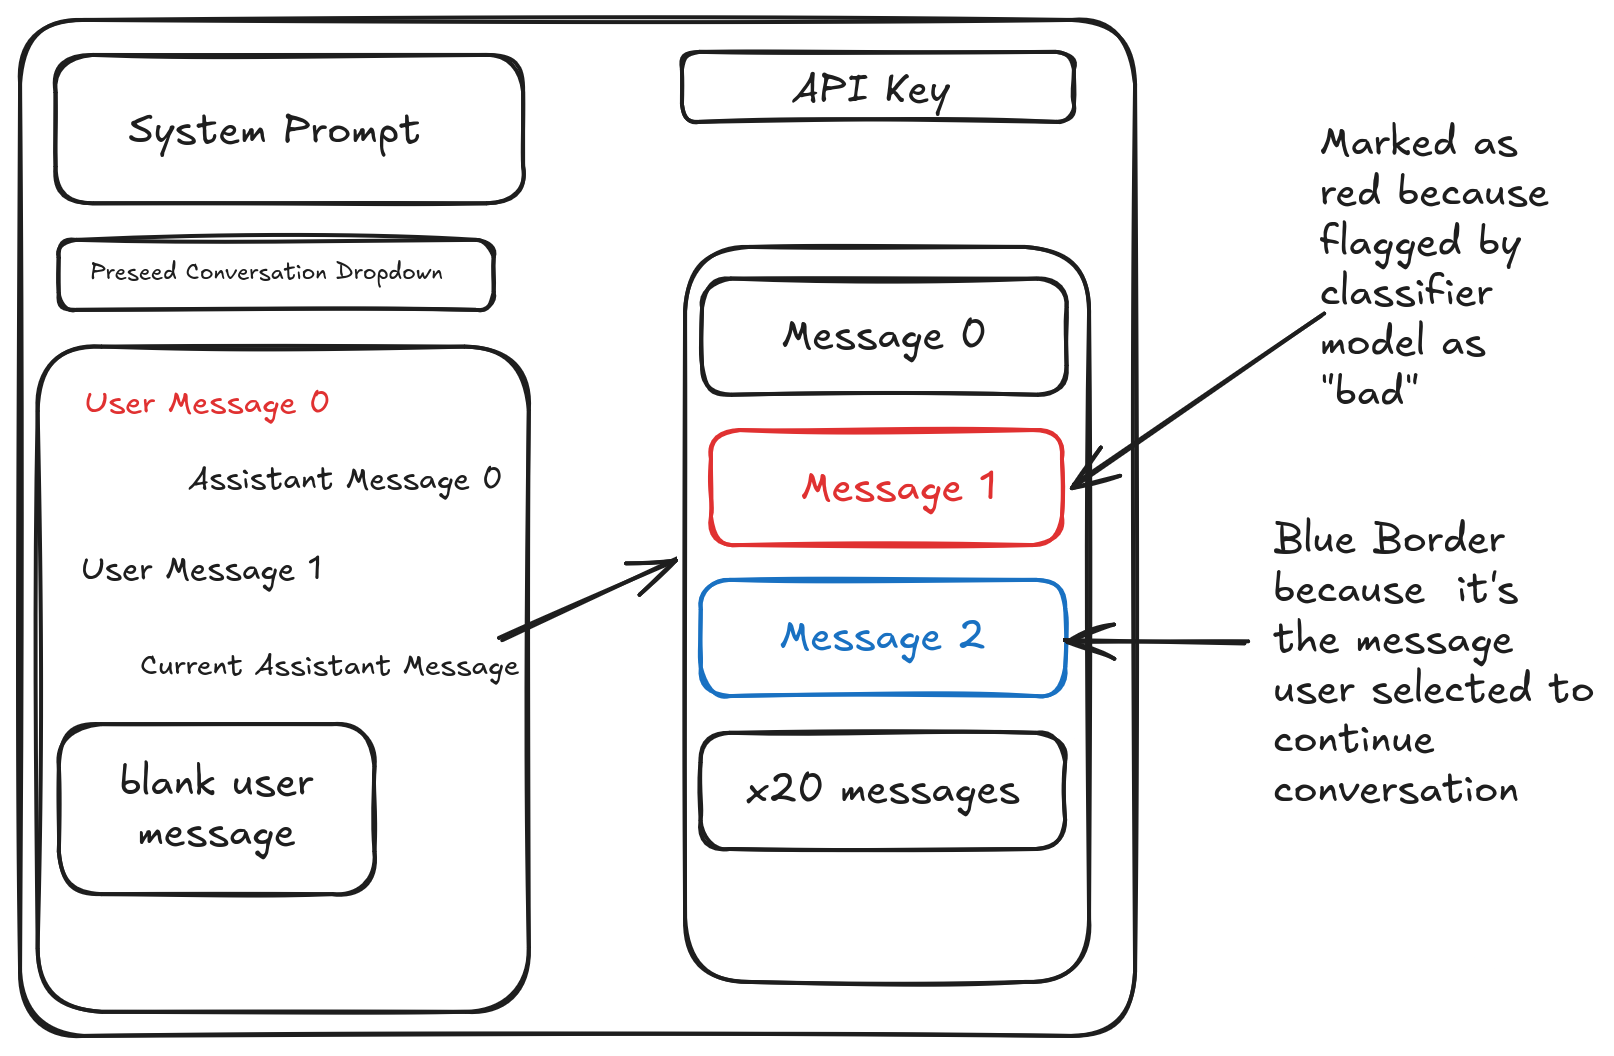 System Prompt
API Key
Preseed Conversation Dropdown
User Message 0
Assistant Message 0
User Message 1
Current Assistant Message
blank user
message
Message 0
Message 1
Message 2
x20 messages
Marked as
red because
flagged by
classifier
model as
"bad"
Blue Border
because it's
the message
user selected to
continue
conversation